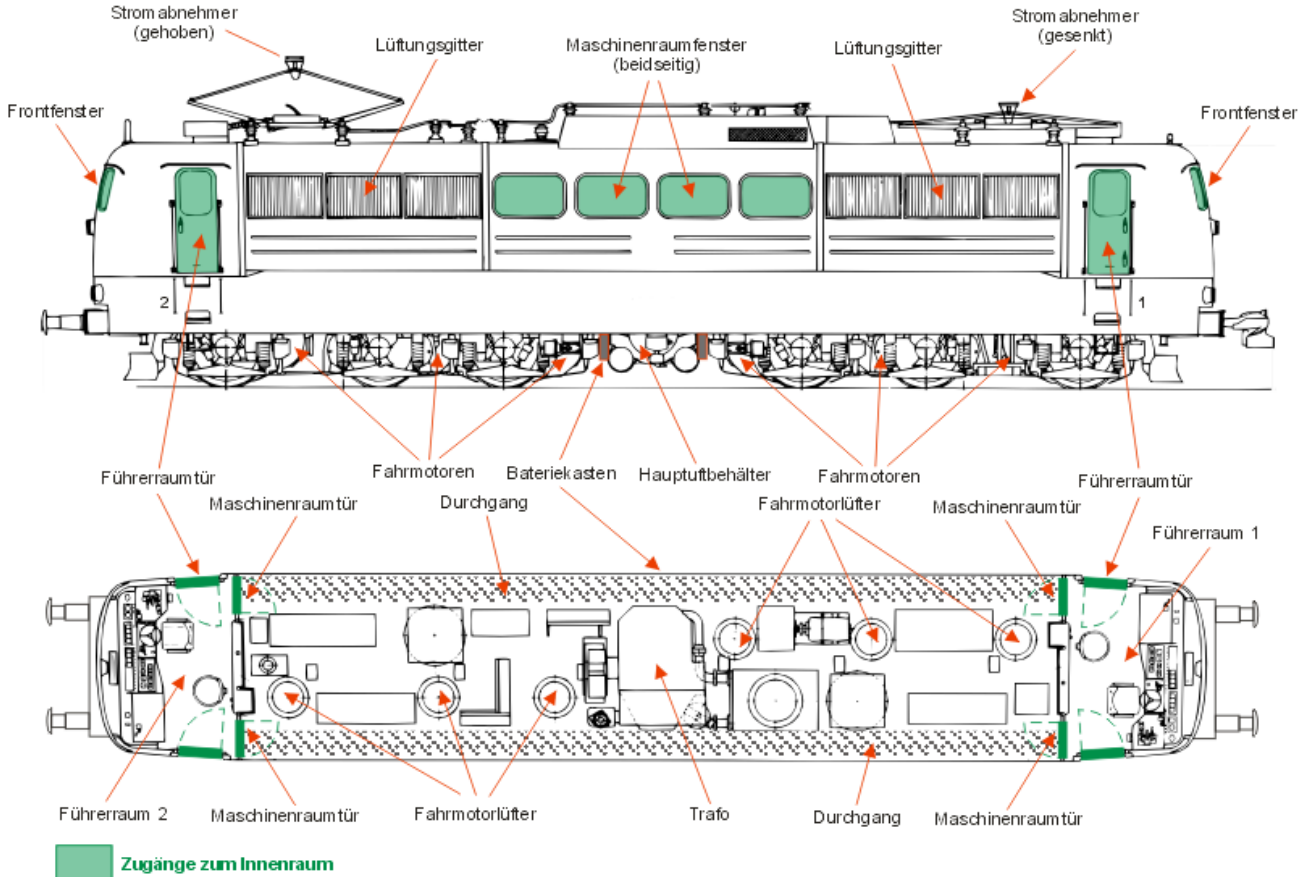 Stromabnehmer
(gehoben)
Lüftungsgitter
Maschinenraumfenster
(beidseitig)
Lüftungsgitter
Stromabnehmer
(gesenkt)
Frontfenster
Frontfenster
2
1
Führerraumtür
Fahrmotoren
Bateriekasten
Hauptuftbehälter
Fahrmotoren
Führerraumtür
Maschinenraumtür
Durchgang
Fahrmotorlüfter
Maschinenraumtür
Führerraum 1
Führerraum 2
Maschinenraumtür
Fahrmotorlüfter
Trafo
Durchgang
Maschinenraumtür
Zugänge zum Innenraum